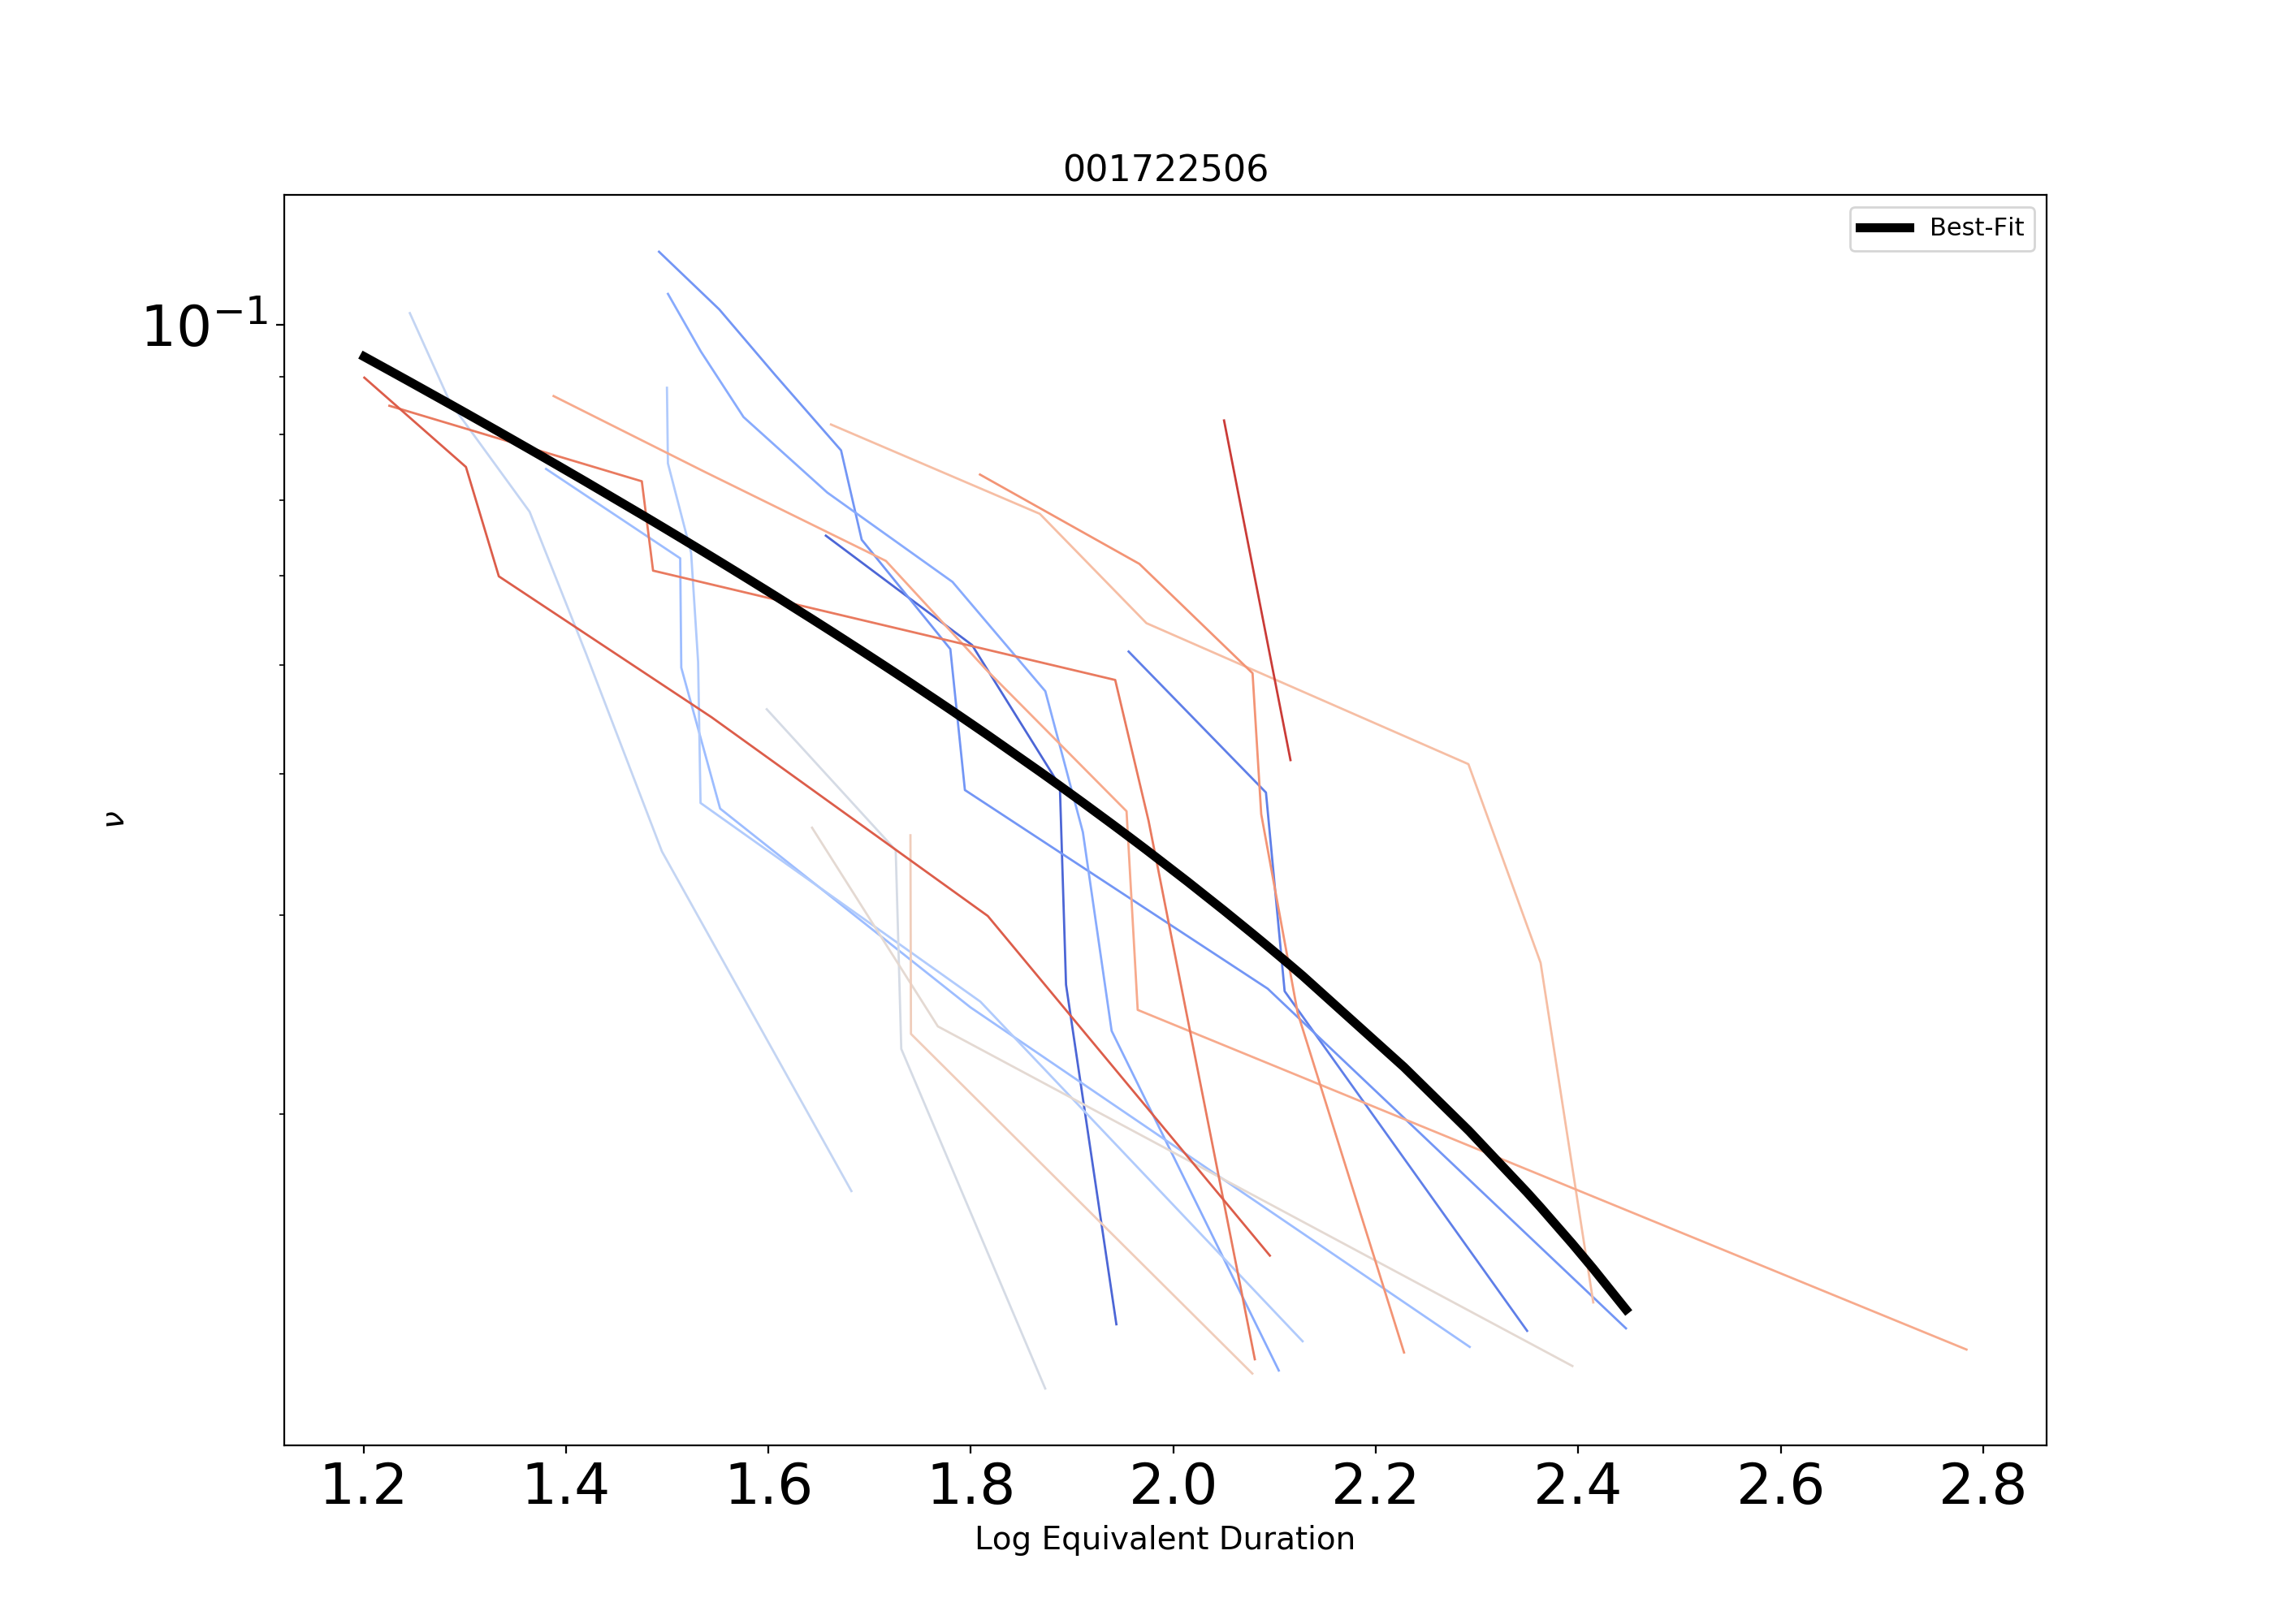 001722506
Best-Fit
10⁻¹
ν
1.2 1.4 1.6 1.8 2.0 2.2 2.4 2.6 2.8
Log Equivalent Duration